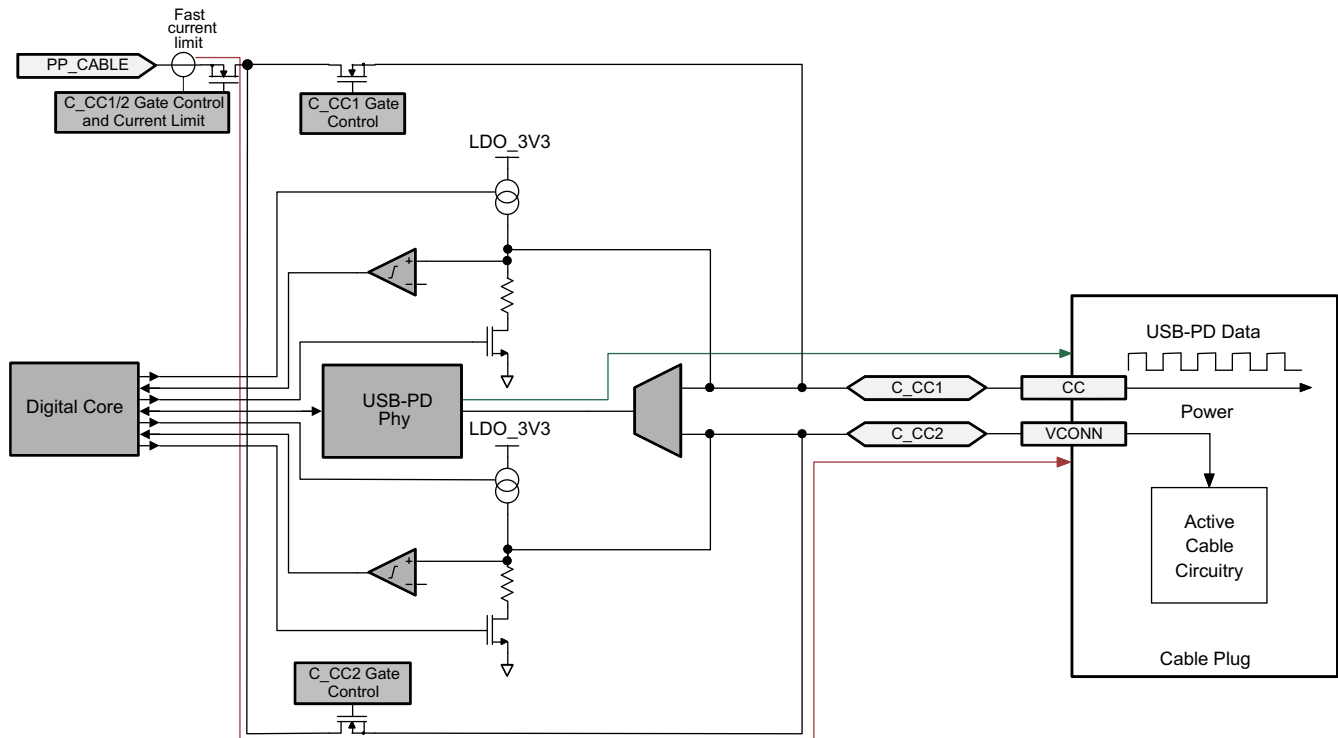 Fast
current
limit
PP_CABLE
C_CC1/2 Gate Control
and Current Limit
C_CC1 Gate
Control
LDO_3V3
+
−
Digital Core
USB-PD
Phy
C_CC1
CC
USB-PD Data
Power
LDO_3V3
C_CC2
VCONN
+
−
Active
Cable
Circuitry
Cable Plug
C_CC2 Gate
Control